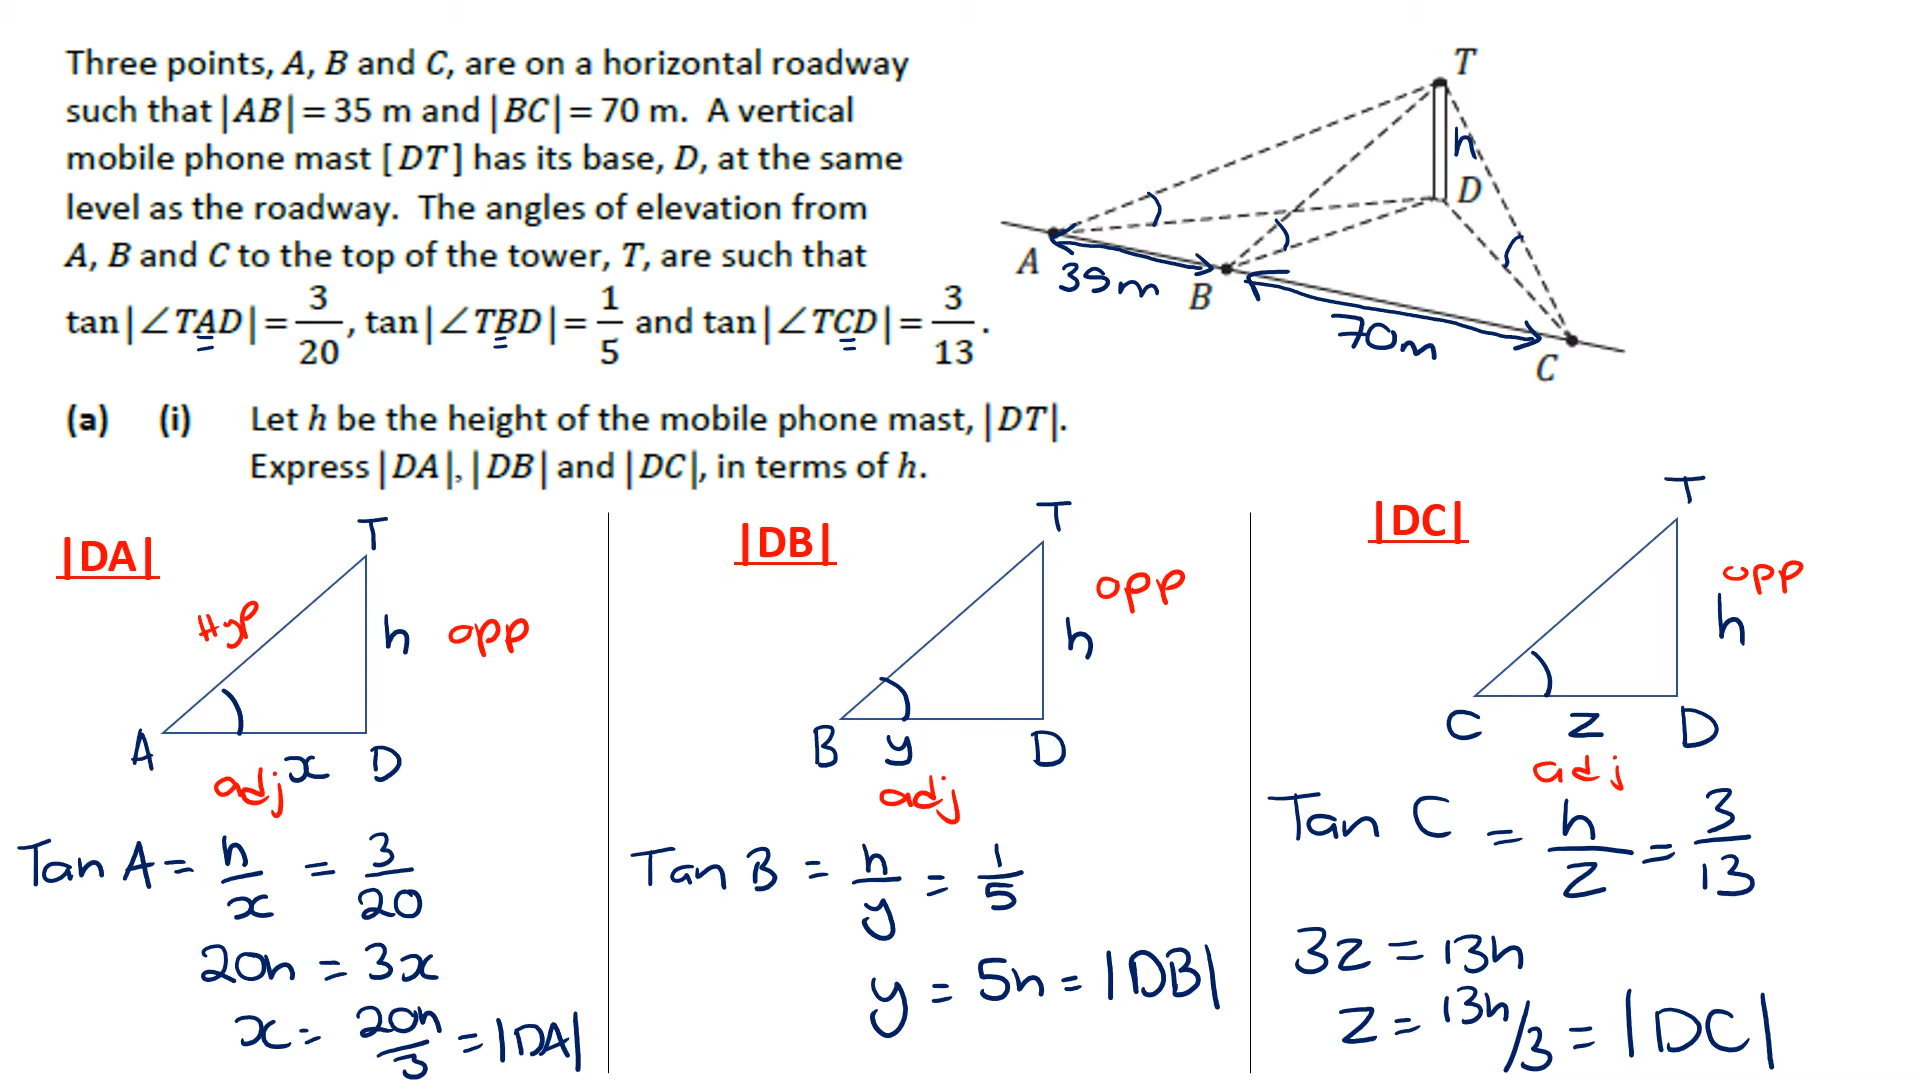 Three points, A, B and C, are on a horizontal roadway
such that |AB| = 35 m and |BC| = 70 m. A vertical
mobile phone mast [DT] has its base, D, at the same
level as the roadway. The angles of elevation from
A, B and C to the top of the tower, T, are such that
tan|∠TAD| = 3/20, tan|∠TBD| = 1/5 and tan|∠TCD| = 3/13.
T
h
D
A
35m
B
70m
C
(a) (i) Let h be the height of the mobile phone mast, |DT|.
Express |DA|, |DB| and |DC|, in terms of h.
|DA|
T
Hyp
h opp
A
adj x D
Tan A = h/x = 3/20
20h = 3x
x = 20h/3 = |DA|
|DB|
T
opp
h
B y D
adj
Tan B = h/y = 1/5
y = 5h = |DB|
|DC|
T
opp
h
C z D
adj
Tan C = h/z = 3/13
3z = 13h
z = 13h/3 = |DC|